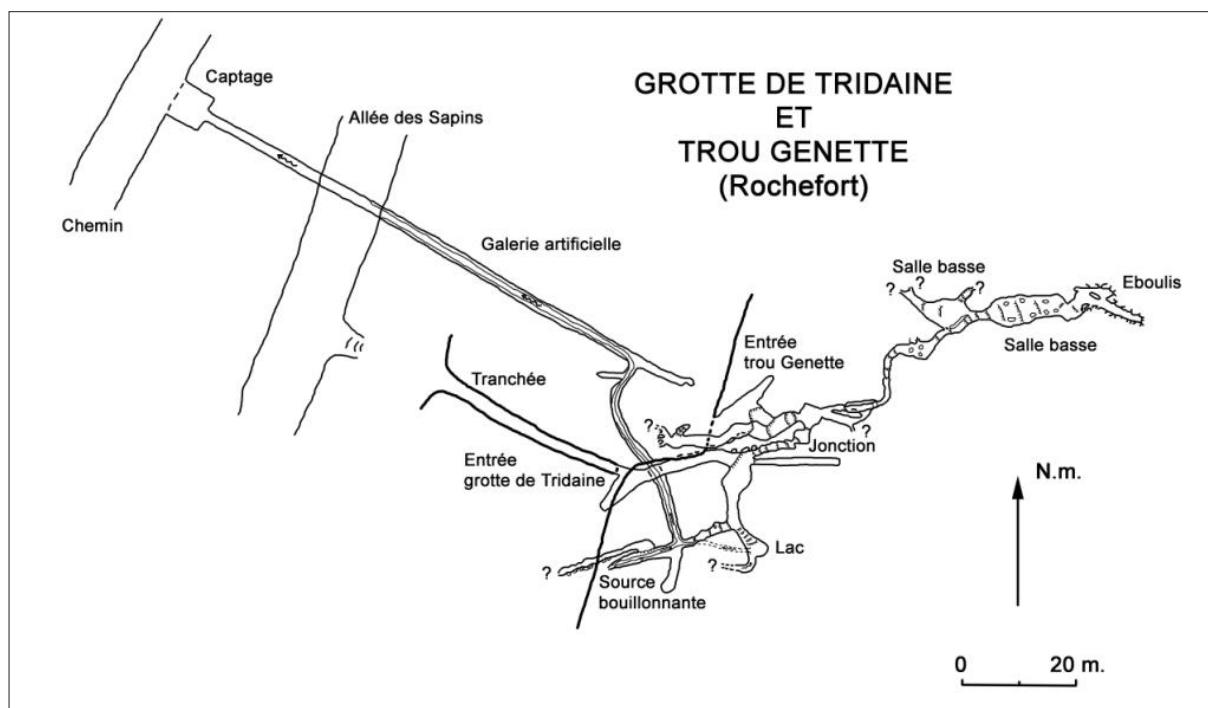 GROTTE DE TRIDAINE
ET
TROU GENETTE
(Rochefort)
Captage
Allée des Sapins
Chemin
Galerie artificielle
Salle basse
? ? ?
Eboulis
Salle basse
Entrée
trou Genette
Tranchée
?
?
Jonction
Entrée
grotte de Tridaine
N.m.
Lac
?
?
Source
bouillonnante
0 20 m.